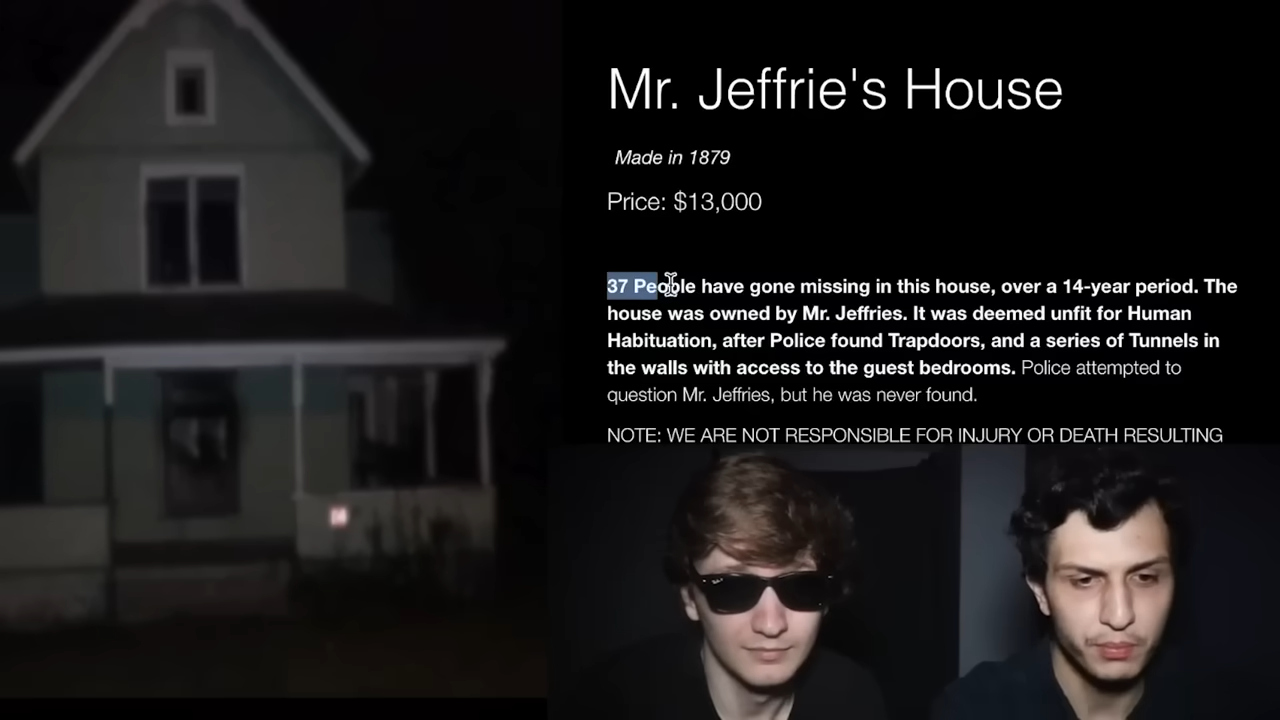 Mr. Jeffrie's House
Made in 1879
Price: $13,000
37 People have gone missing in this house, over a 14-year period. The
house was owned by Mr. Jeffries. It was deemed unfit for Human
Habituation, after Police found Trapdoors, and a series of Tunnels in
the walls with access to the guest bedrooms. Police attempted to
question Mr. Jeffries, but he was never found.
NOTE: WE ARE NOT RESPONSIBLE FOR INJURY OR DEATH RESULTING